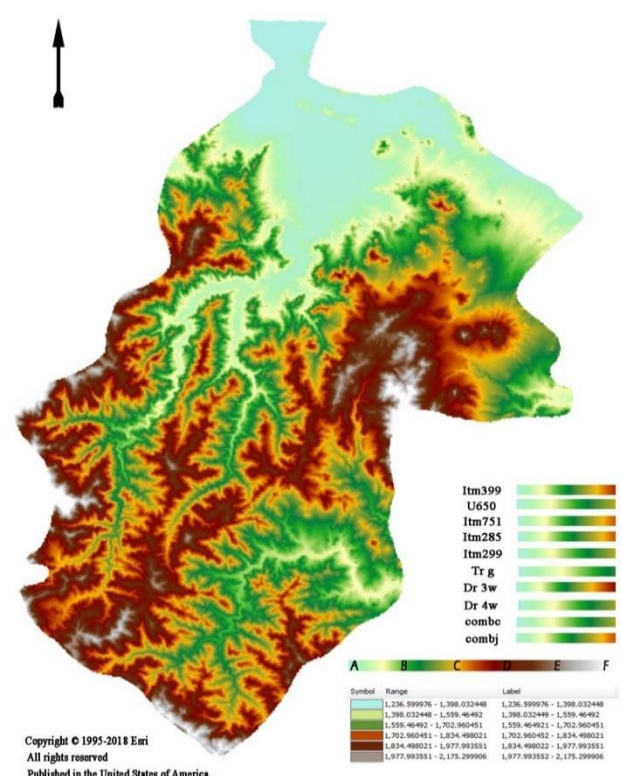 Itm399
U650
Itm751
Itm285
Itm299
Tr g
Dr 3w
Dr 4w
combc
combj
A B C D E F
Symbol Range Label
1,236.599976 - 1,398.032448 1,236.599976 - 1,398.032448
1,398.032448 - 1,559.46492 1,398.032449 - 1,559.46492
1,559.46492 - 1,702.960451 1,559.464921 - 1,702.960451
1,702.960451 - 1,834.498021 1,702.960452 - 1,834.498021
1,834.498021 - 1,977.993551 1,834.498022 - 1,977.993551
1,977.993551 - 2,175.299906 1,977.993552 - 2,175.299906
Copyright © 1995-2018 Esri
All rights reserved
Published in the United States of America